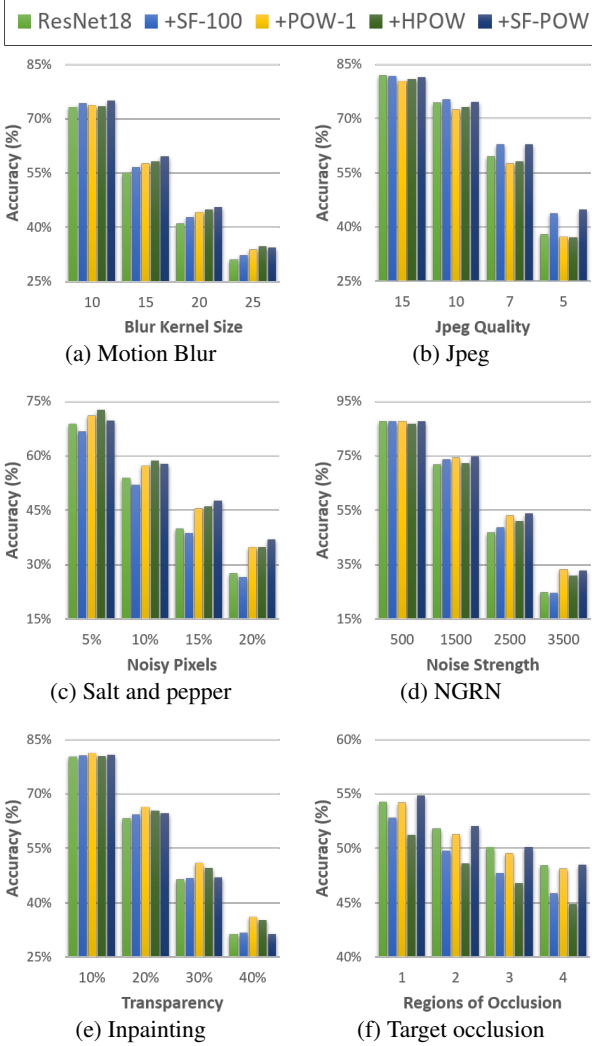 ResNet18 +SF-100 +POW-1 +HPOW +SF-POW
85%
70%
55%
40%
25%
Accuracy (%)
10 15 20 25
Blur Kernel Size
(a) Motion Blur
85%
70%
55%
40%
25%
Accuracy (%)
15 10 7 5
Jpeg Quality
(b) Jpeg
75%
60%
45%
30%
15%
Accuracy (%)
5% 10% 15% 20%
Noisy Pixels
(c) Salt and pepper
95%
75%
55%
35%
15%
Accuracy (%)
500 1500 2500 3500
Noise Strength
(d) NGRN
85%
70%
55%
40%
25%
Accuracy (%)
10% 20% 30% 40%
Transparency
(e) Inpainting
60%
55%
50%
45%
40%
Accuracy (%)
1 2 3 4
Regions of Occlusion
(f) Target occlusion